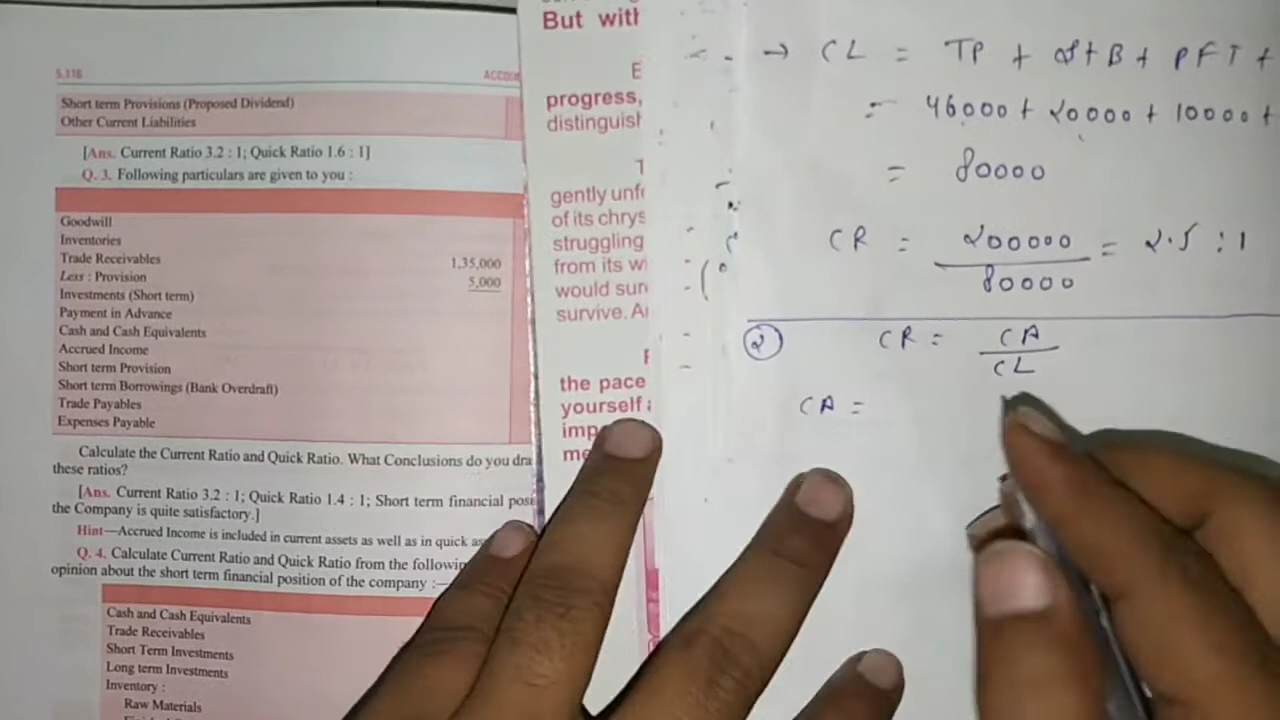 5.118
ACCOU
Short term Provisions (Proposed Dividend)
Other Current Liabilities
[Ans. Current Ratio 3.2 : 1; Quick Ratio 1.6 : 1]
Q. 3. Following particulars are given to you :
Goodwill
Inventories
Trade Receivables 1,35,000
Less : Provision 5,000
Investments (Short term)
Payment in Advance
Cash and Cash Equivalents
Accrued Income
Short term Provision
Short term Borrowings (Bank Overdraft)
Trade Payables
Expenses Payable
Calculate the Current Ratio and Quick Ratio. What Conclusions do you dra
these ratios?
[Ans. Current Ratio 3.2 : 1; Quick Ratio 1.4 : 1; Short term financial posi
the Company is quite satisfactory.]
Hint—Accrued Income is included in current assets as well as in quick as
Q. 4. Calculate Current Ratio and Quick Ratio from the followin
opinion about the short term financial position of the company :—
Cash and Cash Equivalents
Trade Receivables
Short Term Investments
Long term Investments
Inventory :
Raw Materials
But with
E
progress,
distinguish
T
gently unf
of its chrys
struggling
from its wi
would sur
survive. A
the pace
yourself
imp
me
→ CL = TP + St B + PFT +
= 46000 + 20000 + 10000 +
= 80000
CR = 200000 / 80000 = 2.5 : 1
② CR = CA / CL
CA =